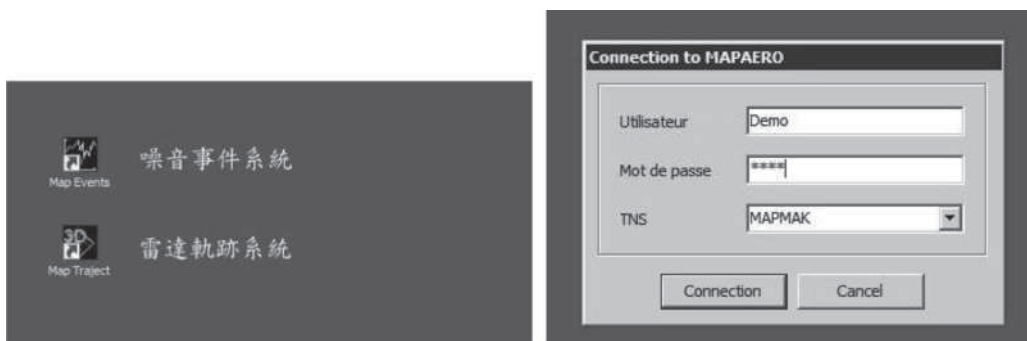 Map Events
噪音事件系統
3D
Map Traject
雷達軌跡系統
Connection to MAPAERO
Utilisateur
Demo
Mot de passe
****
TNS
MAPMAK
Connection
Cancel